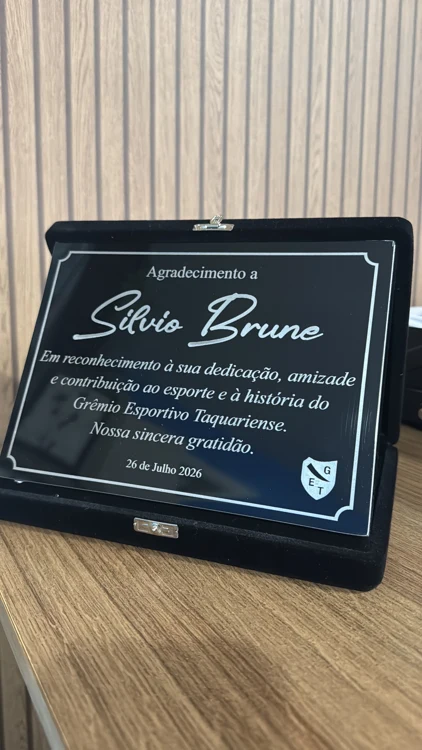 Agradecimento a
Silvio Brune
Em reconhecimento à sua dedicação, amizade
e contribuição ao esporte e à história do
Grêmio Esportivo Taquariense.
Nossa sincera gratidão.
26 de Julho 2026
G
E
T